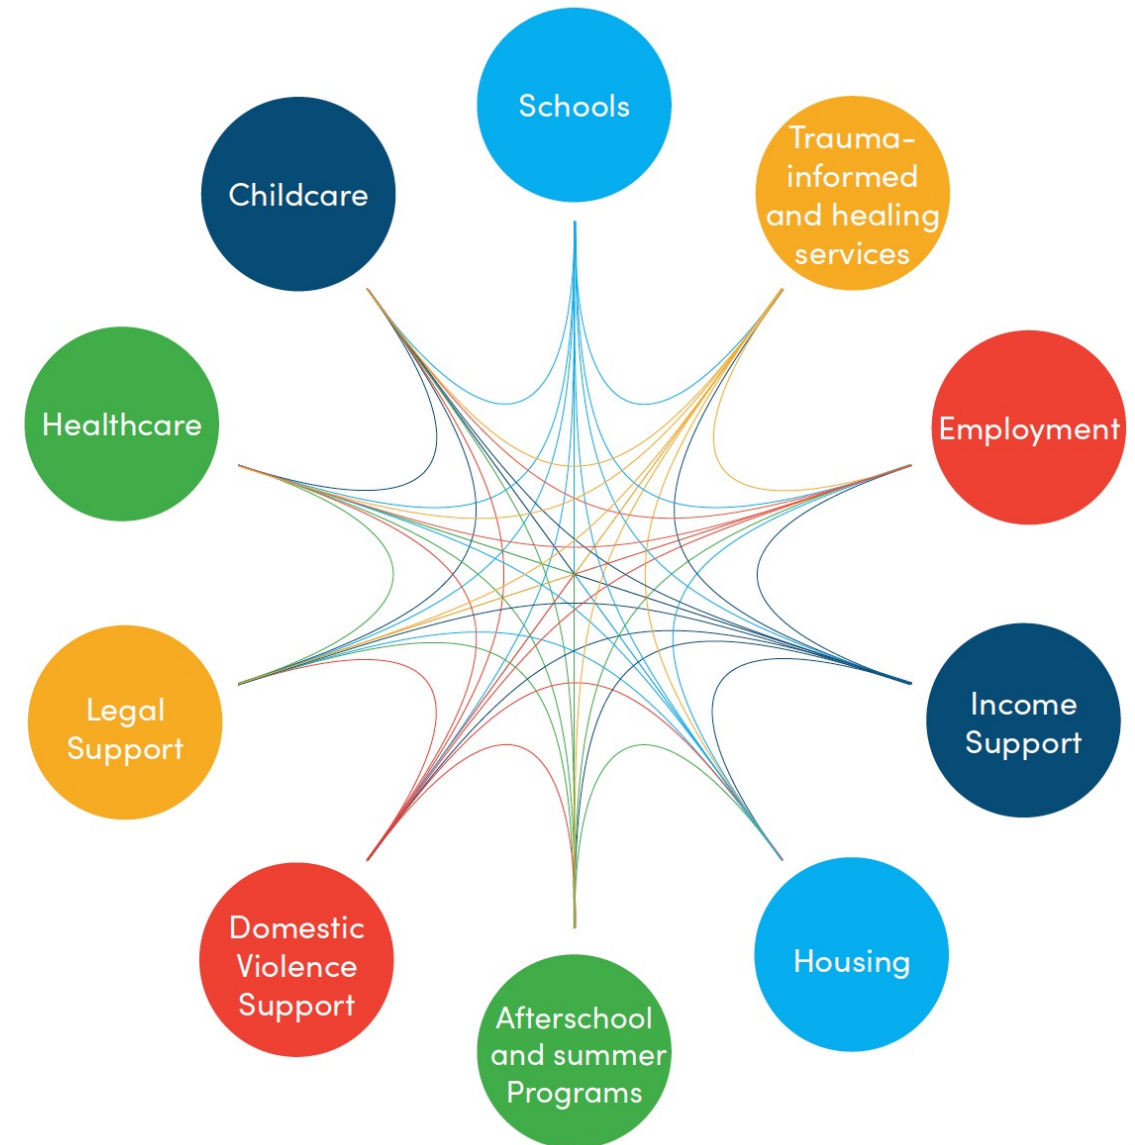 Schools
Trauma-
informed
and healing
services
Childcare
Healthcare
Employment
Legal
Support
Income
Support
Domestic
Violence
Support
Housing
Afterschool
and summer
Programs